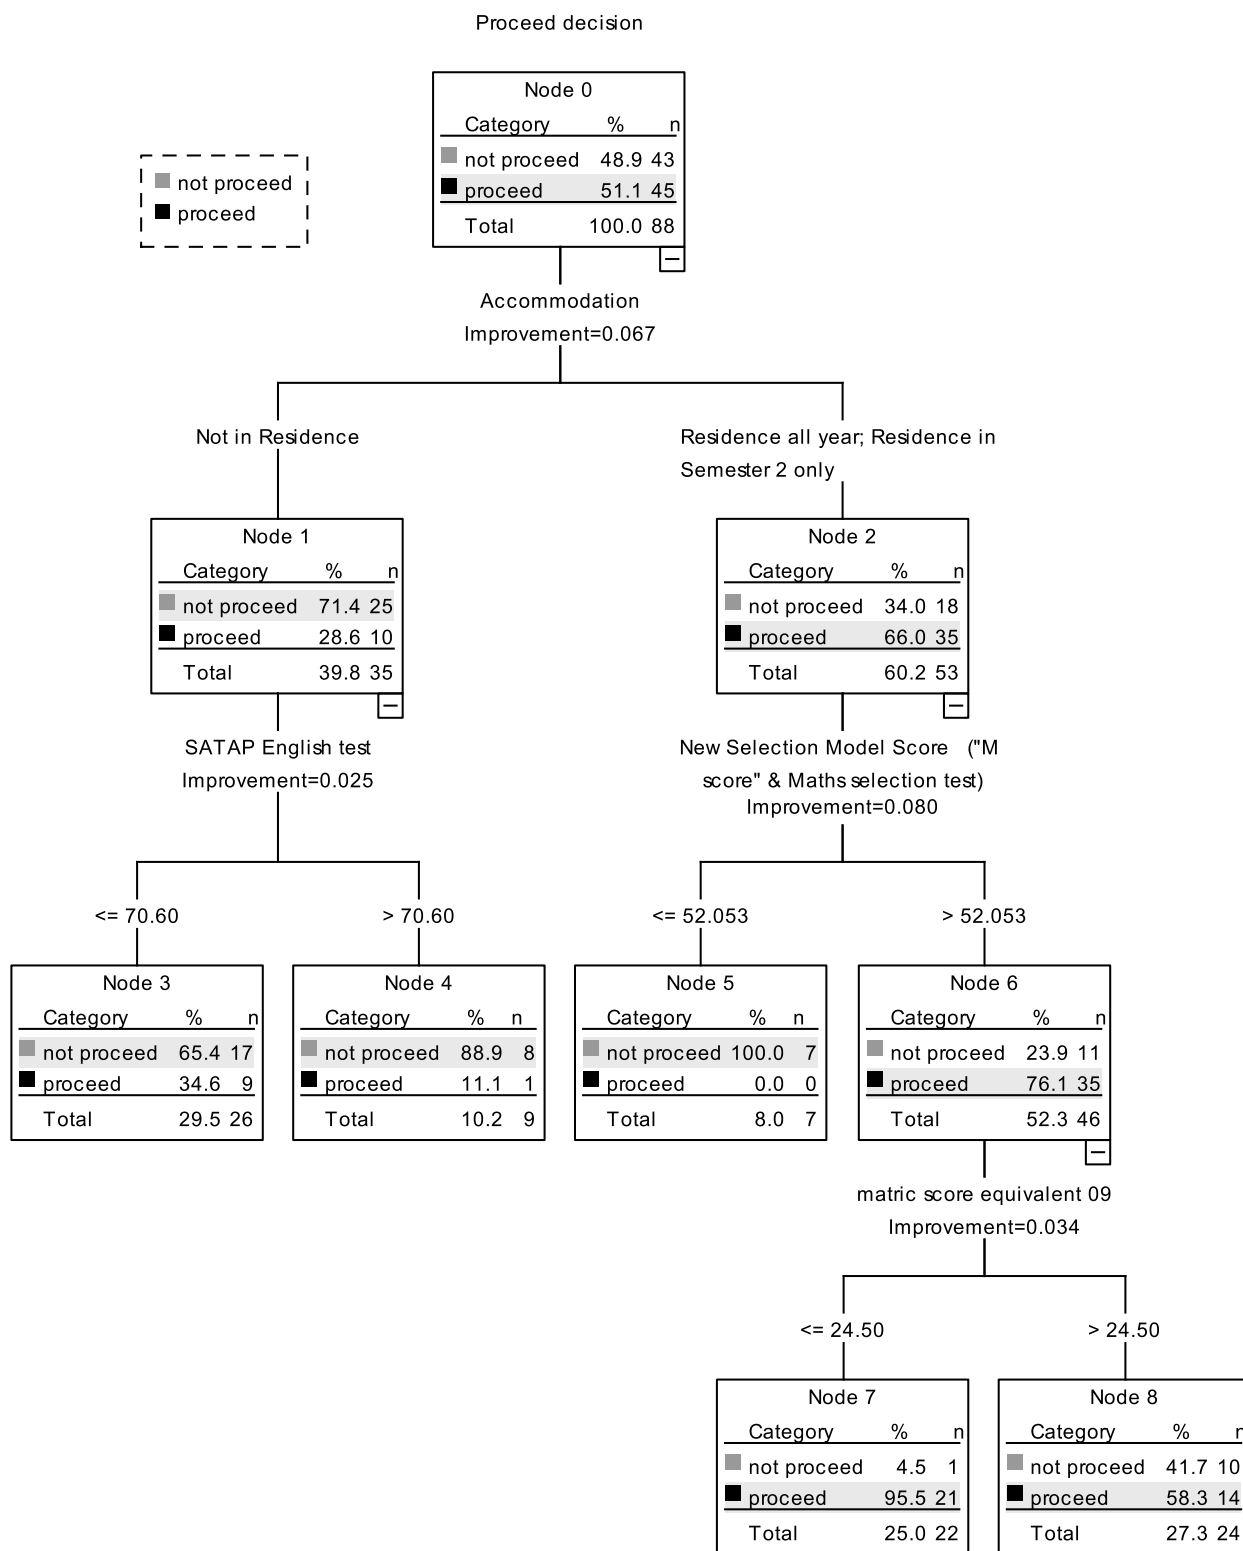 Proceed decision
Node 0
Category % n
not proceed 48.9 43
proceed 51.1 45
Total 100.0 88
not proceed
proceed
Accommodation
Improvement=0.067
Not in Residence
Residence all year; Residence in
Semester 2 only
Node 1
Category % n
not proceed 71.4 25
proceed 28.6 10
Total 39.8 35
Node 2
Category % n
not proceed 34.0 18
proceed 66.0 35
Total 60.2 53
SATAP English test
Improvement=0.025
New Selection Model Score ("M
score" & Maths selection test)
Improvement=0.080
<= 70.60
> 70.60
<= 52.053
> 52.053
Node 3
Category % n
not proceed 65.4 17
proceed 34.6 9
Total 29.5 26
Node 4
Category % n
not proceed 88.9 8
proceed 11.1 1
Total 10.2 9
Node 5
Category % n
not proceed 100.0 7
proceed 0.0 0
Total 8.0 7
Node 6
Category % n
not proceed 23.9 11
proceed 76.1 35
Total 52.3 46
matric score equivalent 09
Improvement=0.034
<= 24.50
> 24.50
Node 7
Category % n
not proceed 4.5 1
proceed 95.5 21
Total 25.0 22
Node 8
Category % n
not proceed 41.7 10
proceed 58.3 14
Total 27.3 24